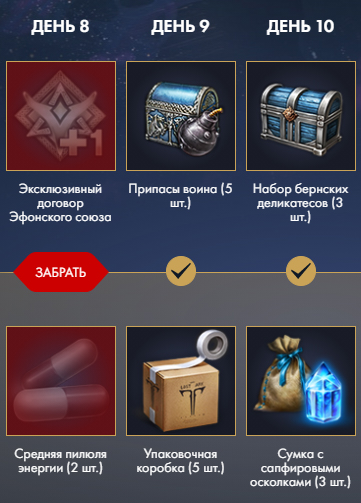 ДЕНЬ 8
ДЕНЬ 9
ДЕНЬ 10
2 +1
Эксклюзивный
договор
Эфонского союза
Припасы воина (5
шт.)
Набор бернских
деликатесов (3
шт.)
ЗАБРАТЬ
Средняя пилюля
энергии (2 шт.)
Упаковочная
коробка (5 шт.)
Сумка с
сапфировыми
осколками (3 шт.)